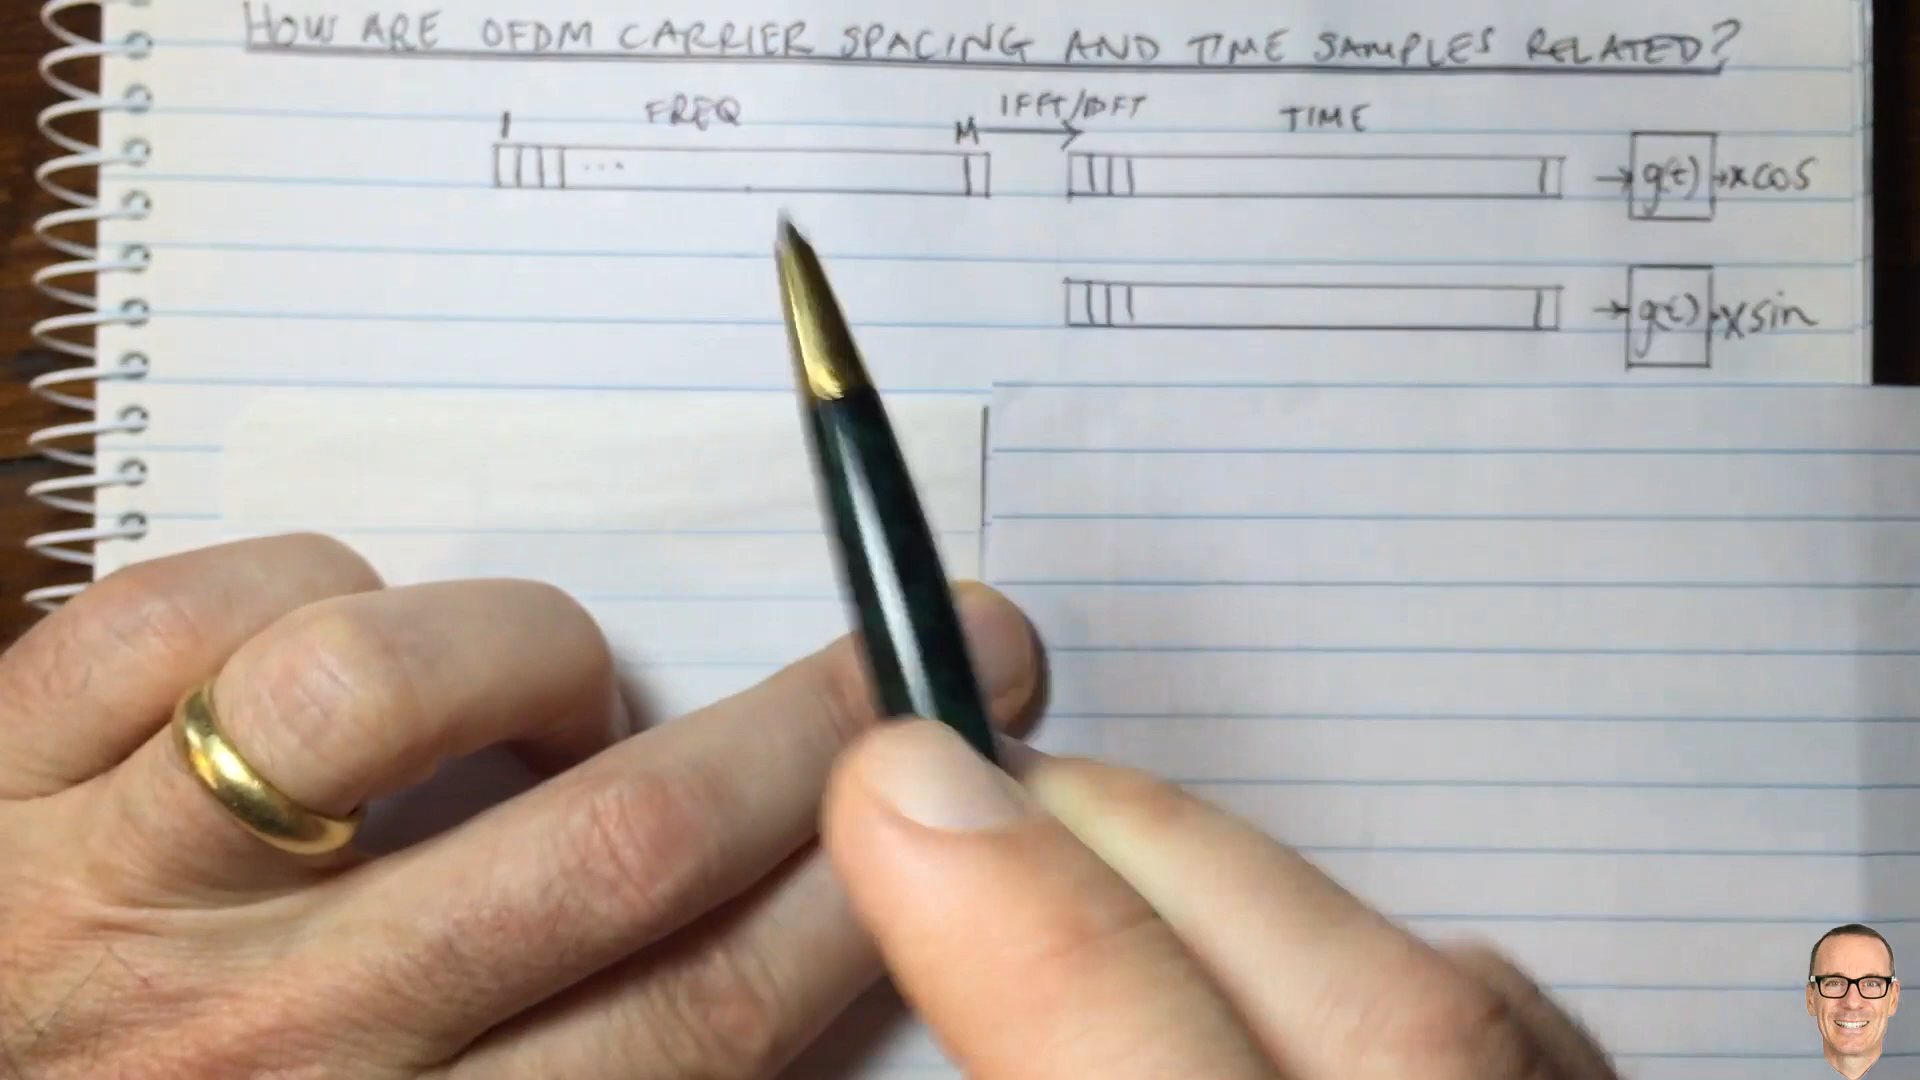 HOW ARE OFDM CARRIER SPACING AND TIME SAMPLES RELATED?
1 FREQ M IFFT/IDFT TIME
... → g(t) → x cos
→ g(t) → x sin